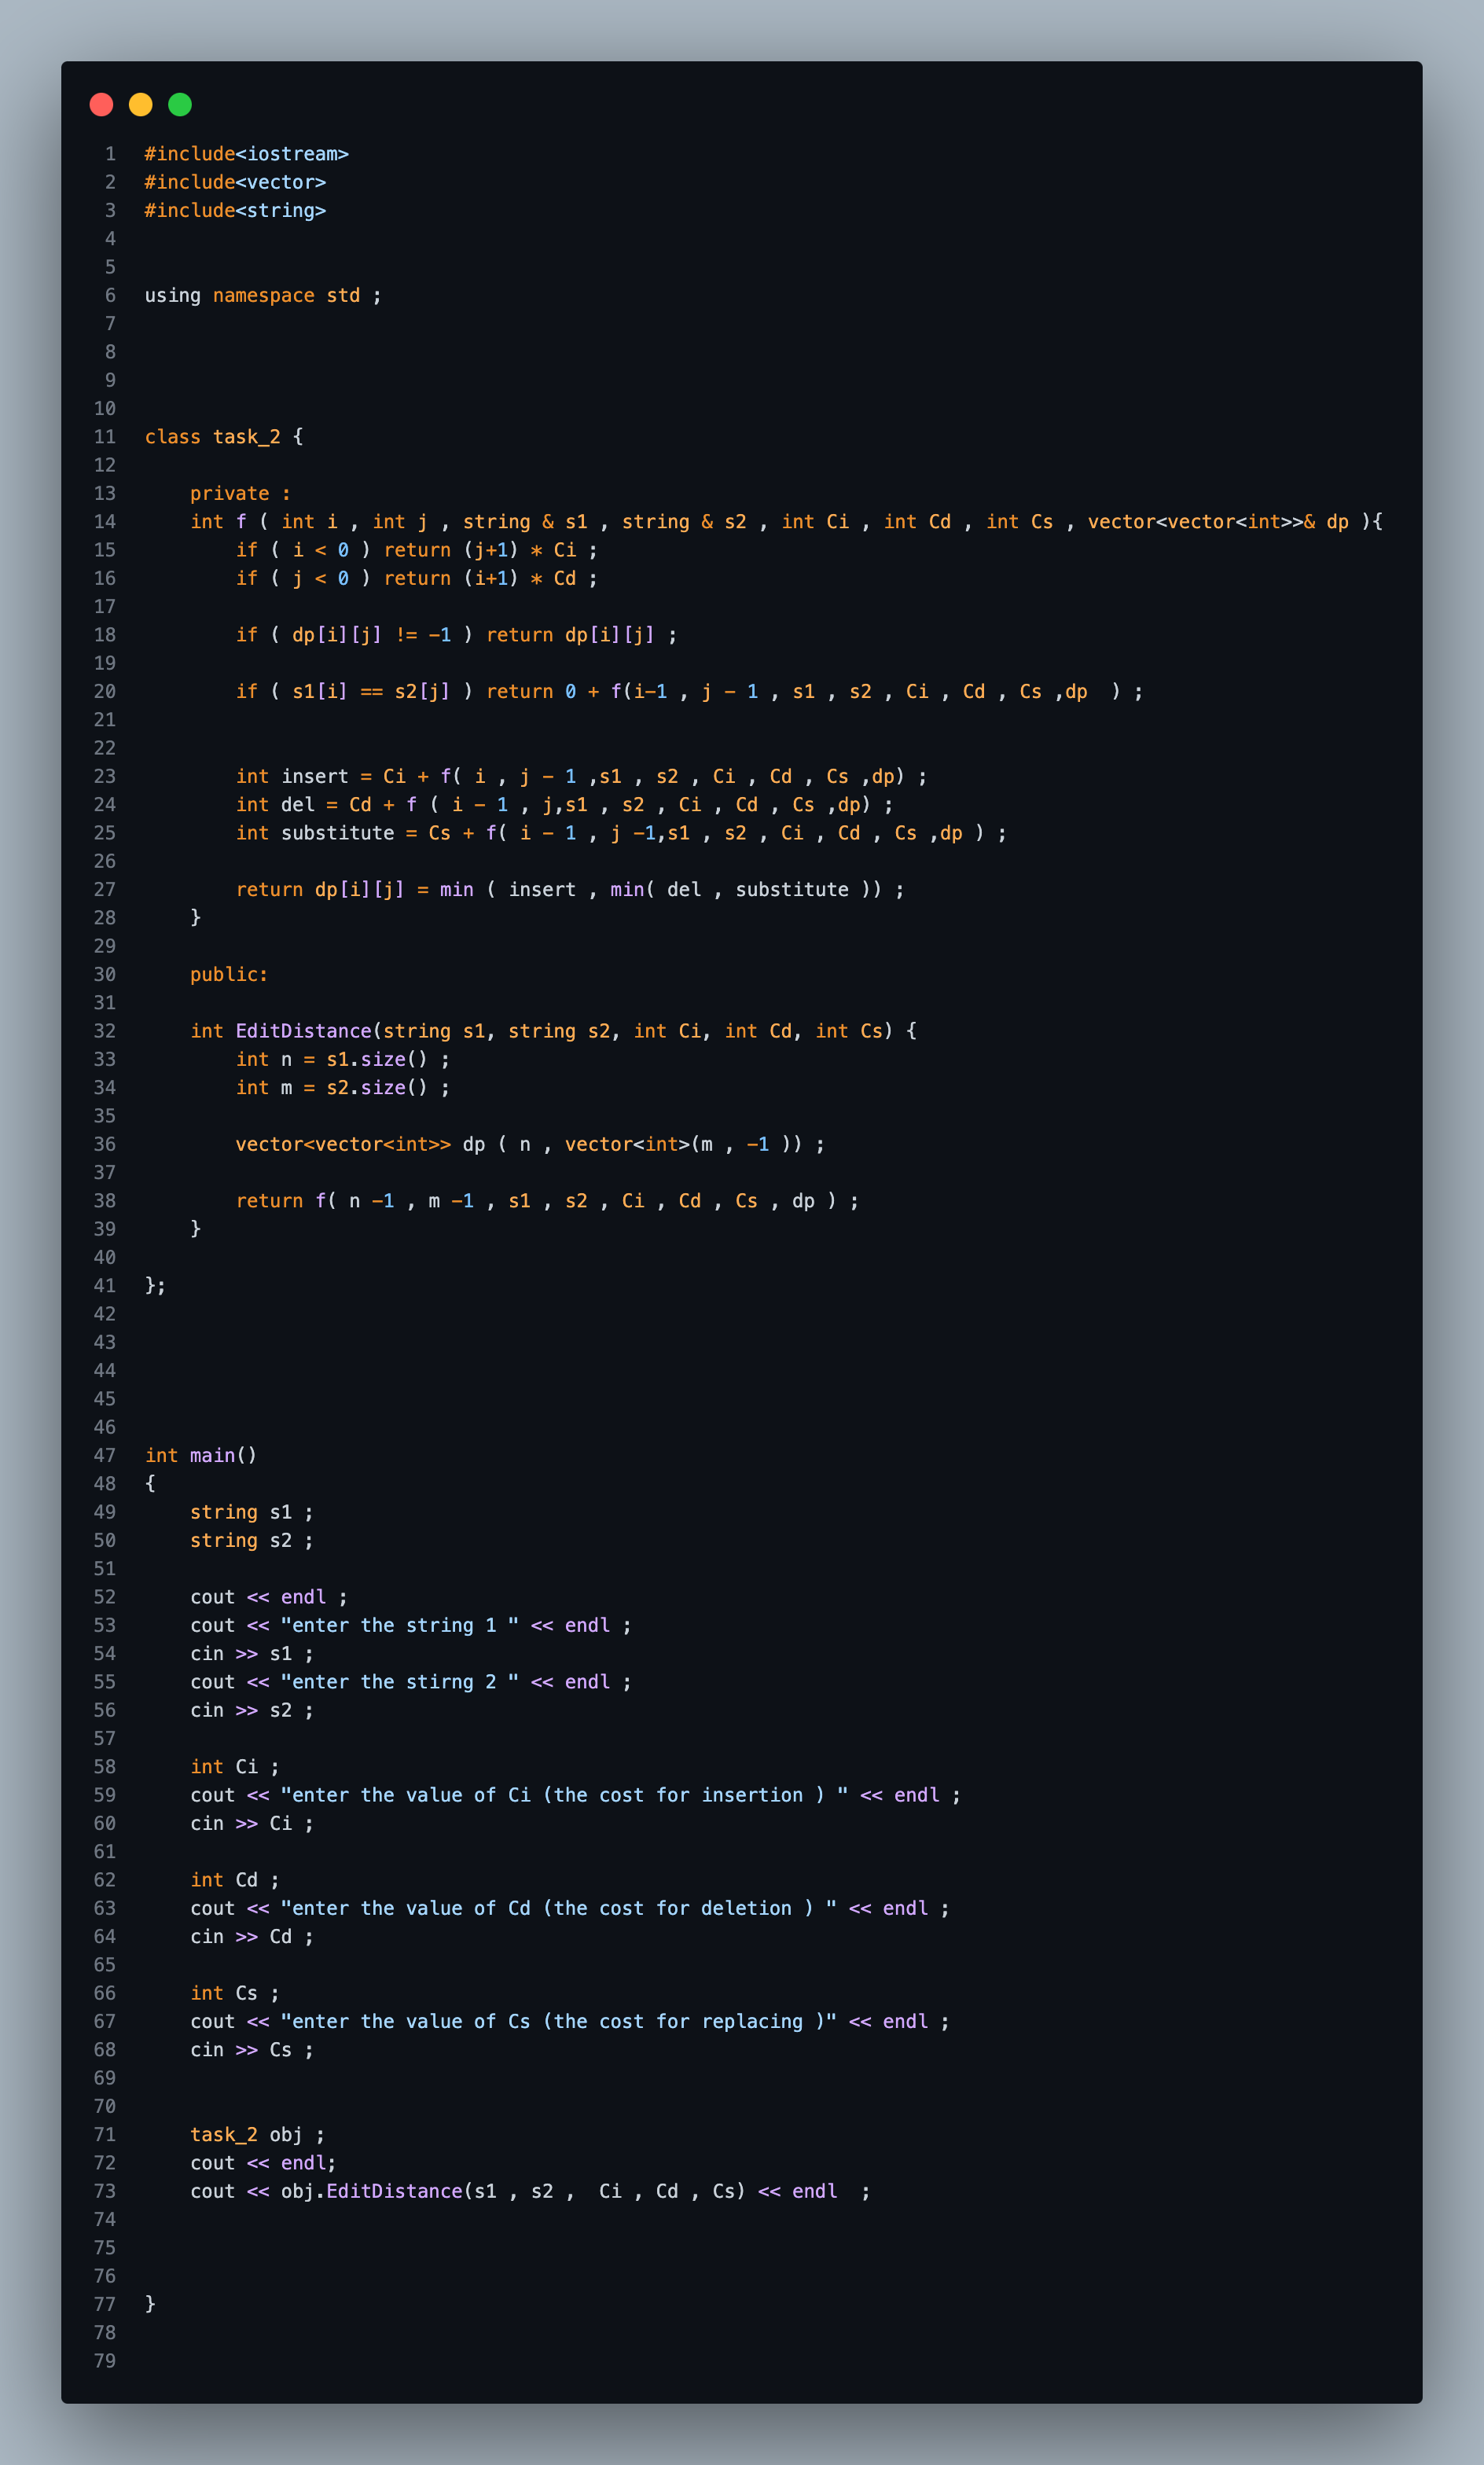 1 #include<iostream>
2 #include<vector>
3 #include<string>
4
5
6 using namespace std ;
7
8
9
10
11 class task_2 {
12
13     private :
14     int f ( int i , int j , string & s1 , string & s2 , int Ci , int Cd , int Cs , vector<vector<int>>& dp ){
15         if ( i < 0 ) return (j+1) * Ci ;
16         if ( j < 0 ) return (i+1) * Cd ;
17
18         if ( dp[i][j] != -1 ) return dp[i][j] ;
19
20         if ( s1[i] == s2[j] ) return 0 + f(i-1 , j - 1 , s1 , s2 , Ci , Cd , Cs ,dp  ) ;
21
22
23         int insert = Ci + f( i , j - 1 ,s1 , s2 , Ci , Cd , Cs ,dp) ;
24         int del = Cd + f ( i - 1 , j,s1 , s2 , Ci , Cd , Cs ,dp) ;
25         int substitute = Cs + f( i - 1 , j -1,s1 , s2 , Ci , Cd , Cs ,dp ) ;
26
27         return dp[i][j] = min ( insert , min( del , substitute )) ;
28     }
29
30     public:
31
32     int EditDistance(string s1, string s2, int Ci, int Cd, int Cs) {
33         int n = s1.size() ;
34         int m = s2.size() ;
35
36         vector<vector<int>> dp ( n , vector<int>(m , -1 )) ;
37
38         return f( n -1 , m -1 , s1 , s2 , Ci , Cd , Cs , dp ) ;
39     }
40
41 };
42
43
44
45
46
47 int main()
48 {
49     string s1 ;
50     string s2 ;
51
52     cout << endl ;
53     cout << "enter the string 1 " << endl ;
54     cin >> s1 ;
55     cout << "enter the stirng 2 " << endl ;
56     cin >> s2 ;
57
58     int Ci ;
59     cout << "enter the value of Ci (the cost for insertion ) " << endl ;
60     cin >> Ci ;
61
62     int Cd ;
63     cout << "enter the value of Cd (the cost for deletion ) " << endl ;
64     cin >> Cd ;
65
66     int Cs ;
67     cout << "enter the value of Cs (the cost for replacing )" << endl ;
68     cin >> Cs ;
69
70
71     task_2 obj ;
72     cout << endl;
73     cout << obj.EditDistance(s1 , s2 ,  Ci , Cd , Cs) << endl  ;
74
75
76
77 }
78
79